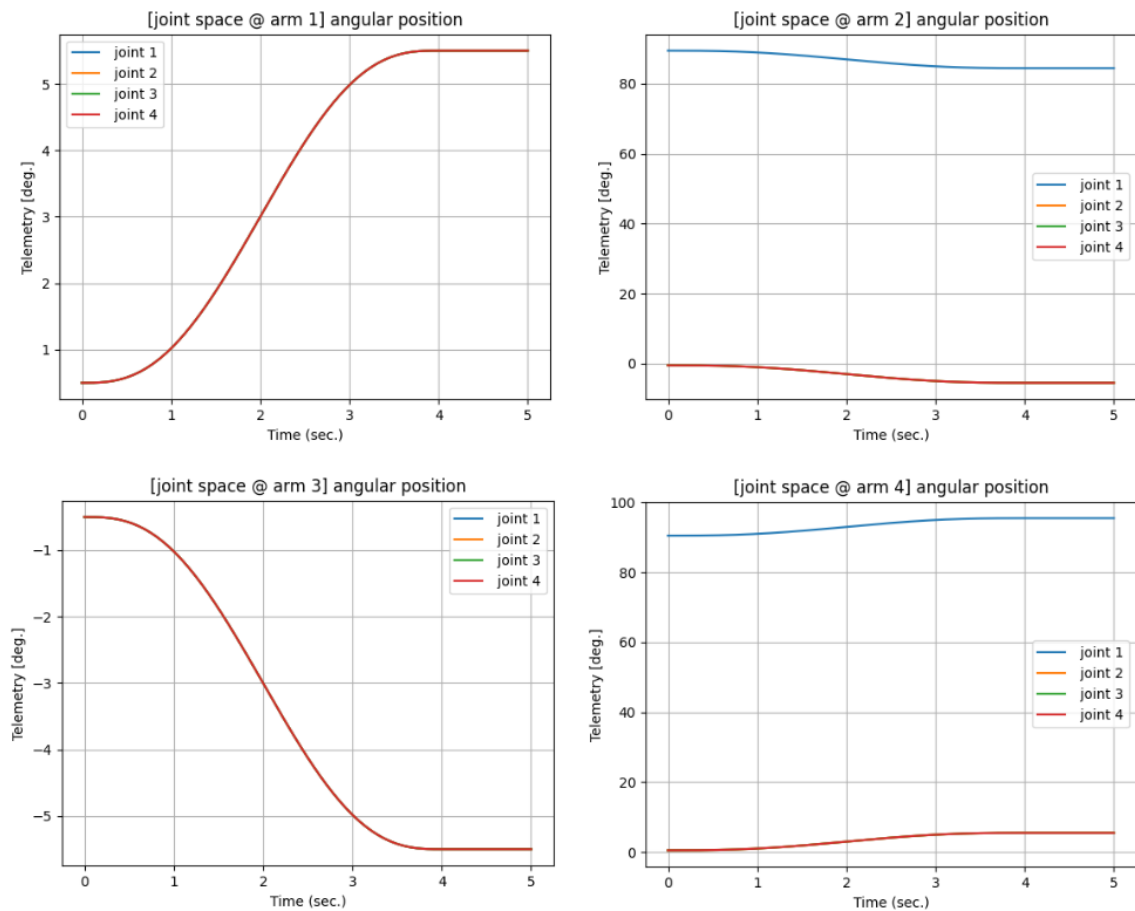 [joint space @ arm 1] angular position
joint 1
joint 2
joint 3
joint 4
Telemetry [deg.]
5
4
3
2
1
0 1 2 3 4 5
Time (sec.)
[joint space @ arm 2] angular position
joint 1
joint 2
joint 3
joint 4
Telemetry [deg.]
80
60
40
20
0
0 1 2 3 4 5
Time (sec.)
[joint space @ arm 3] angular position
joint 1
joint 2
joint 3
joint 4
Telemetry [deg.]
−1
−2
−3
−4
−5
0 1 2 3 4 5
Time (sec.)
[joint space @ arm 4] angular position
joint 1
joint 2
joint 3
joint 4
Telemetry [deg.]
100
80
60
40
20
0
0 1 2 3 4 5
Time (sec.)